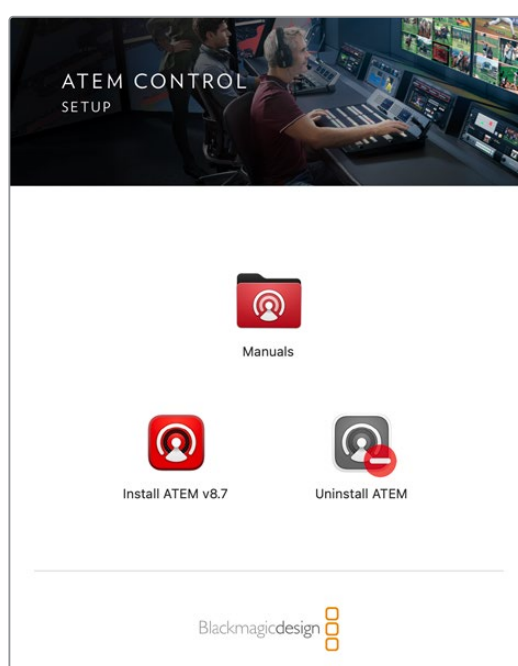 ATEM CONTROL
SETUP
Manuals
Install ATEM v8.7
Uninstall ATEM
Blackmagicdesign